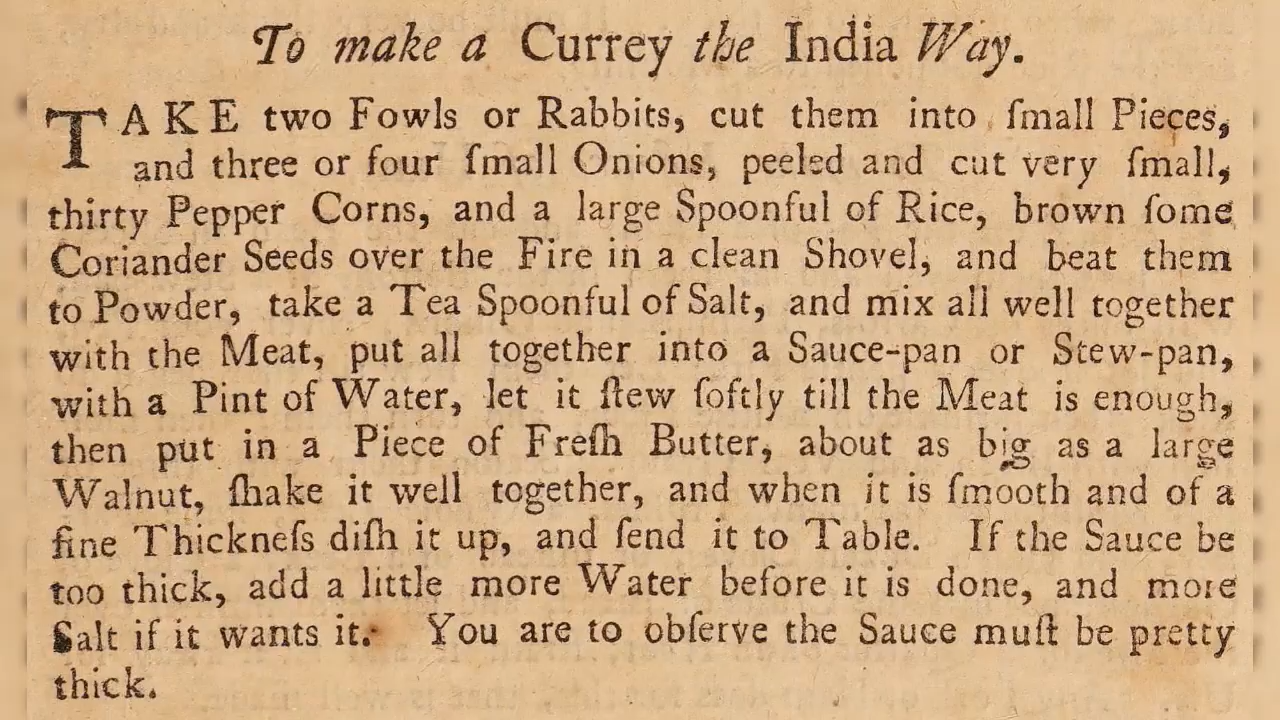 To make a Currey the India Way.
TAKE two Fowls or Rabbits, cut them into ſmall Pieces,
and three or four ſmall Onions, peeled and cut very ſmall,
thirty Pepper Corns, and a large Spoonful of Rice, brown ſome
Coriander Seeds over the Fire in a clean Shovel, and beat them
to Powder, take a Tea Spoonful of Salt, and mix all well together
with the Meat, put all together into a Sauce-pan or Stew-pan,
with a Pint of Water, let it ſtew ſoftly till the Meat is enough,
then put in a Piece of Freſh Butter, about as big as a large
Walnut, ſhake it well together, and when it is ſmooth and of a
fine Thickneſs diſh it up, and ſend it to Table. If the Sauce be
too thick, add a little more Water before it is done, and more
Salt if it wants it. You are to obſerve the Sauce muſt be pretty
thick.